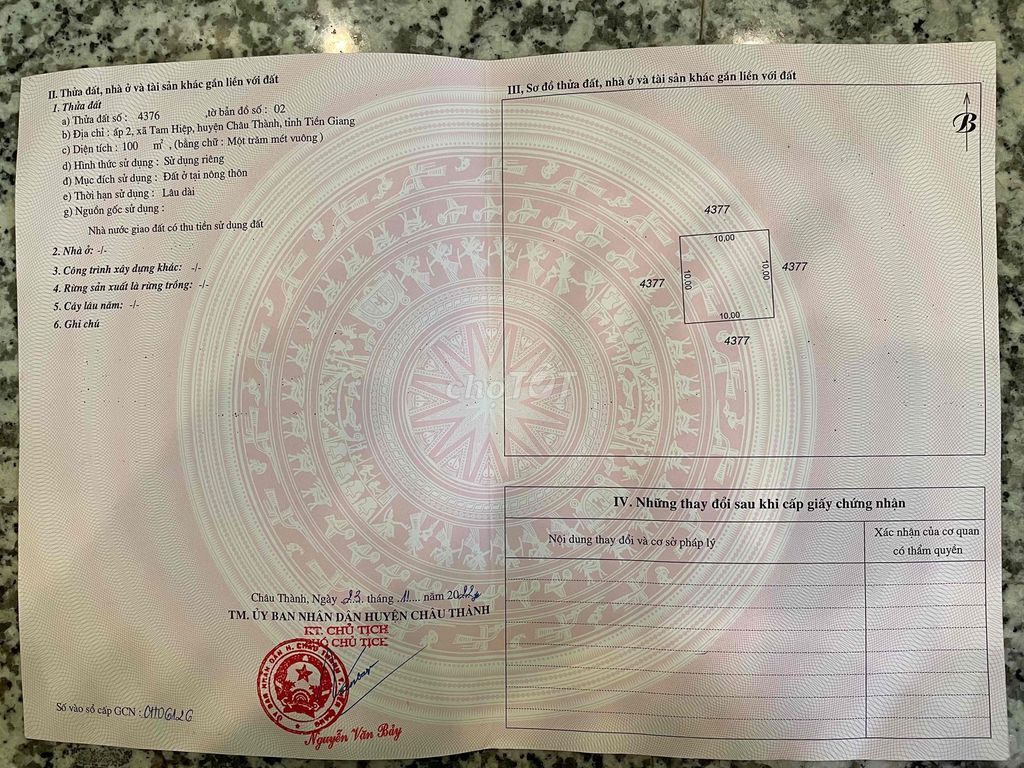 II. Thửa đất, nhà ở và tài sản khác gắn liền với đất
1. Thửa đất
a) Thửa đất số : 4376 ,tờ bản đồ số : 02
b) Địa chỉ : ấp 2, xã Tam Hiệp, huyện Châu Thành, tỉnh Tiền Giang
c) Diện tích : 100 m² , (bằng chữ : Một trăm mét vuông )
d) Hình thức sử dụng : Sử dụng riêng
đ) Mục đích sử dụng : Đất ở tại nông thôn
e) Thời hạn sử dụng : Lâu dài
g) Nguồn gốc sử dụng :
Nhà nước giao đất có thu tiền sử dụng đất
2. Nhà ở: -/-
3. Công trình xây dựng khác: -/-
4. Rừng sản xuất là rừng trồng: -/-
5. Cây lâu năm: -/-
6. Ghi chú
Châu Thành, Ngày 23 tháng 11 năm 2022
TM. ỦY BAN NHÂN DÂN HUYỆN CHÂU THÀNH
KT. CHỦ TỊCH
PHÓ CHỦ TỊCH
Nguyễn Văn Bảy
Số vào sổ cấp GCN :
III, Sơ đồ thửa đất, nhà ở và tài sản khác gắn liền với đất
B
4377
10.00
4377
10.00
10.00
4377
10.00
4377
chợTỐT
IV. Những thay đổi sau khi cấp giấy chứng nhận
Nội dung thay đổi và cơ sở pháp lý
Xác nhận của cơ quan
có thẩm quyền